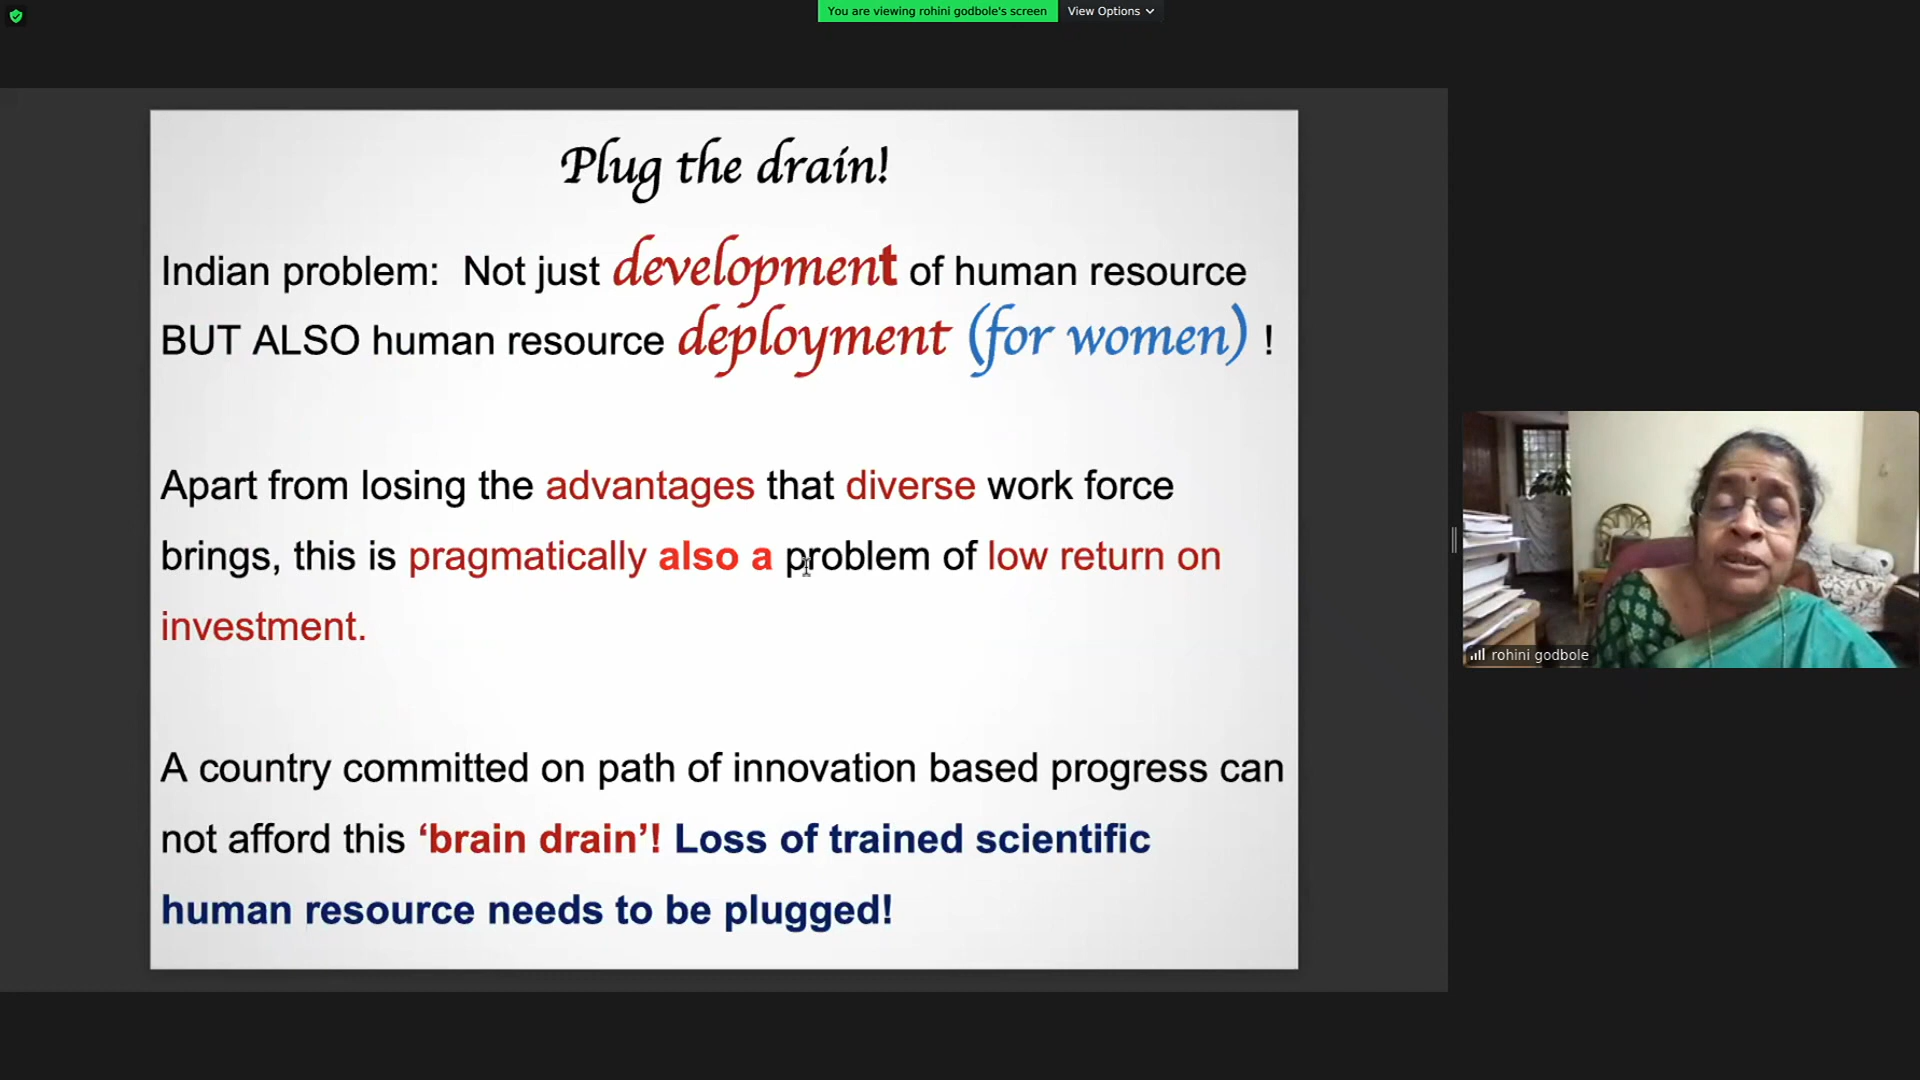 You are viewing rohini godbole's screen
View Options
Plug the drain!
Indian problem: Not just development of human resource
BUT ALSO human resource deployment (for women) !
Apart from losing the advantages that diverse work force
brings, this is pragmatically also a problem of low return on
investment.
A country committed on path of innovation based progress can
not afford this ‘brain drain’! Loss of trained scientific
human resource needs to be plugged!
rohini godbole